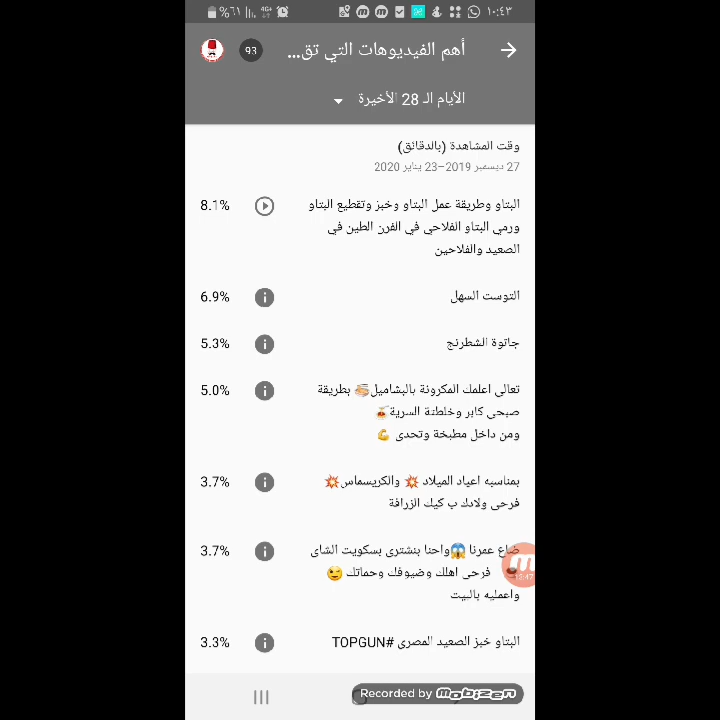 ١٠:٤٣
%٦١
أهم الفيديوهات التي تق...
93
الأيام الـ 28 الأخيرة
وقت المشاهدة (بالدقائق)
27 ديسمبر 2019–23 يناير 2020
البتاو وطريقة عمل البتاو وخبز وتقطيع البتاو
ورمي البتاو الفلاحي في الفرن الطين في
الصعيد والفلاحين
8.1%
التوست السهل
6.9%
جاتوة الشطرنج
5.3%
تعالى اعلمك المكرونة بالبشاميل بطريقة
صبحى كابر وخلطتة السرية
ومن داخل مطبخة وتحدى
5.0%
بمناسبه اعياد الميلاد والكريسماس
فرحى ولادك ب كيك الزرافة
3.7%
ضاع عمرنا واحنا بنشترى بسكويت الشاى
فرحى اهلك وضيوفك وحماتك
واعمليه بالبيت
3.7%
البتاو خبز الصعيد المصرى #TOPGUN
3.3%
Recorded by mobizen